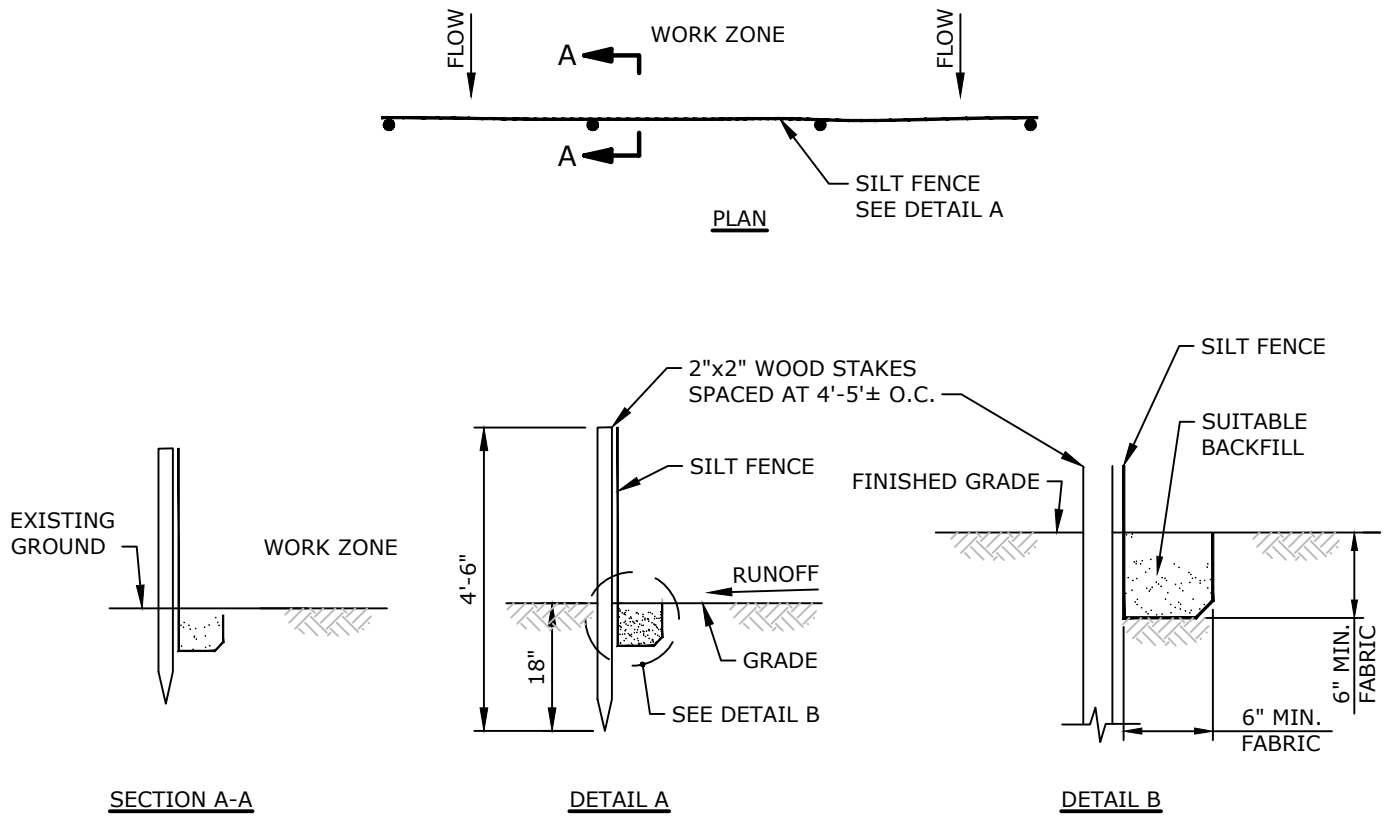 FLOW
A
WORK ZONE
FLOW
A
SILT FENCE
SEE DETAIL A
PLAN
EXISTING
GROUND
WORK ZONE
SECTION A-A
2"x2" WOOD STAKES
SPACED AT 4'-5'± O.C.
SILT FENCE
4'-6"
18"
RUNOFF
GRADE
SEE DETAIL B
DETAIL A
SILT FENCE
SUITABLE
BACKFILL
FINISHED GRADE
6" MIN.
FABRIC
6" MIN.
FABRIC
DETAIL B